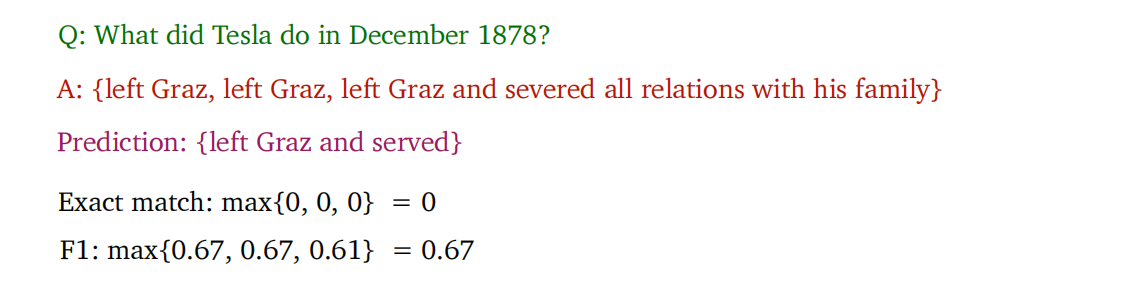 Q: What did Tesla do in December 1878?
A: {left Graz, left Graz, left Graz and severed all relations with his family}
Prediction: {left Graz and served}
Exact match: max{0, 0, 0} = 0
F1: max{0.67, 0.67, 0.61} = 0.67